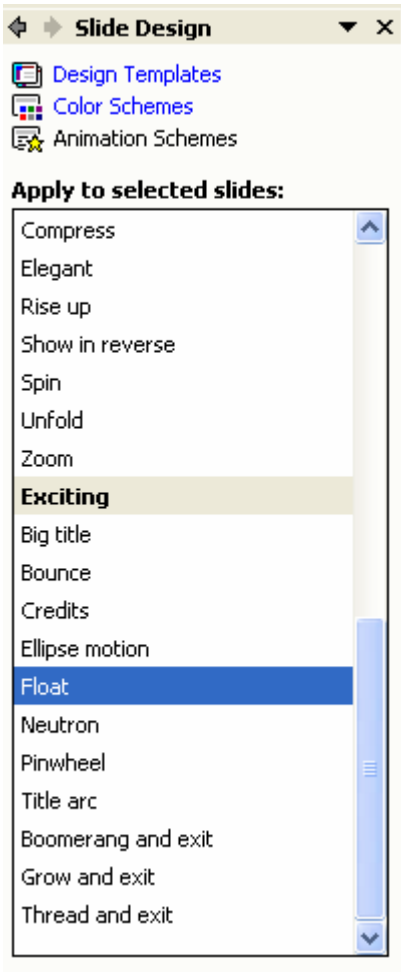 Slide Design
Design Templates
Color Schemes
Animation Schemes
Apply to selected slides:
Compress
Elegant
Rise up
Show in reverse
Spin
Unfold
Zoom
Exciting
Big title
Bounce
Credits
Ellipse motion
Float
Neutron
Pinwheel
Title arc
Boomerang and exit
Grow and exit
Thread and exit